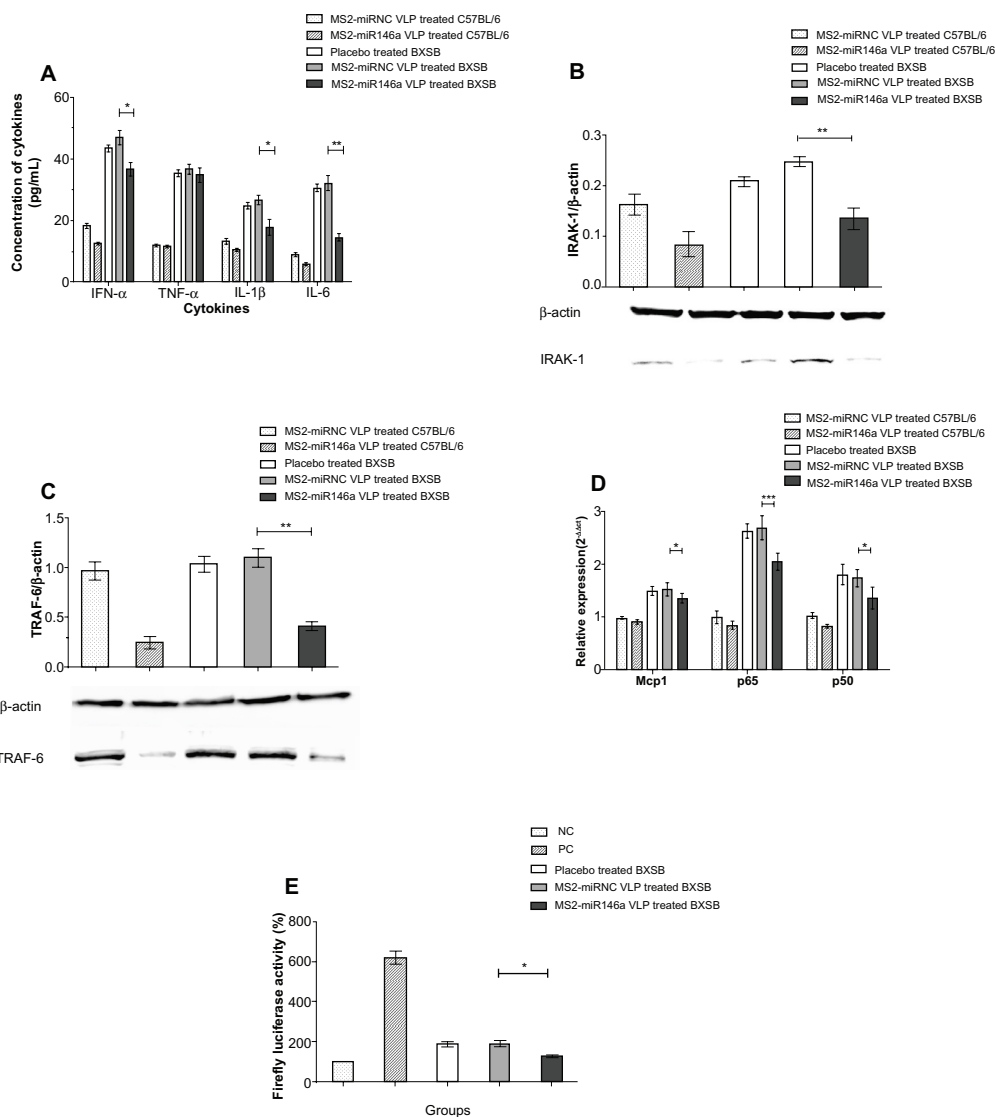 MS2-miRNC VLP treated C57BL/6
MS2-miR146a VLP treated C57BL/6
Placebo treated BXSB
MS2-miRNC VLP treated BXSB
MS2-miR146a VLP treated BXSB
A
60
40
20
0
Concentration of cytokines
(pg/mL)
*
*
**
IFN-α TNF-α IL-1β IL-6
Cytokines
MS2-miRNC VLP treated C57BL/6
MS2-miR146a VLP treated C57BL/6
Placebo treated BXSB
MS2-miRNC VLP treated BXSB
MS2-miR146a VLP treated BXSB
B
0.3
0.2
0.1
0.0
IRAK-1/β-actin
**
β-actin
IRAK-1
MS2-miRNC VLP treated C57BL/6
MS2-miR146a VLP treated C57BL/6
Placebo treated BXSB
MS2-miRNC VLP treated BXSB
MS2-miR146a VLP treated BXSB
C
1.5
1.0
0.5
0.0
TRAF-6/β-actin
**
β-actin
TRAF-6
MS2-miRNC VLP treated C57BL/6
MS2-miR146a VLP treated C57BL/6
Placebo treated BXSB
MS2-miRNC VLP treated BXSB
MS2-miR146a VLP treated BXSB
D
3
2
1
0
Relative expression(2-ΔΔct)
*
***
*
Mcp1 p65 p50
NC
PC
Placebo treated BXSB
MS2-miRNC VLP treated BXSB
MS2-miR146a VLP treated BXSB
E
800
600
400
200
0
Firefly luciferase activity (%)
*
Groups